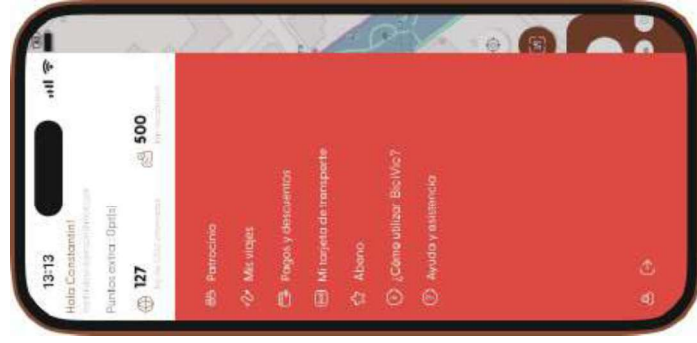 13:13
Hola Constantin!
Puntos extra : 0pt(s)
127
500
Patrocinio
Mis viajes
Pagos y descuentos
Mi tarjeta de transporte
Abono
¿Cómo utilizar BiciVic?
Ayuda y asistencia